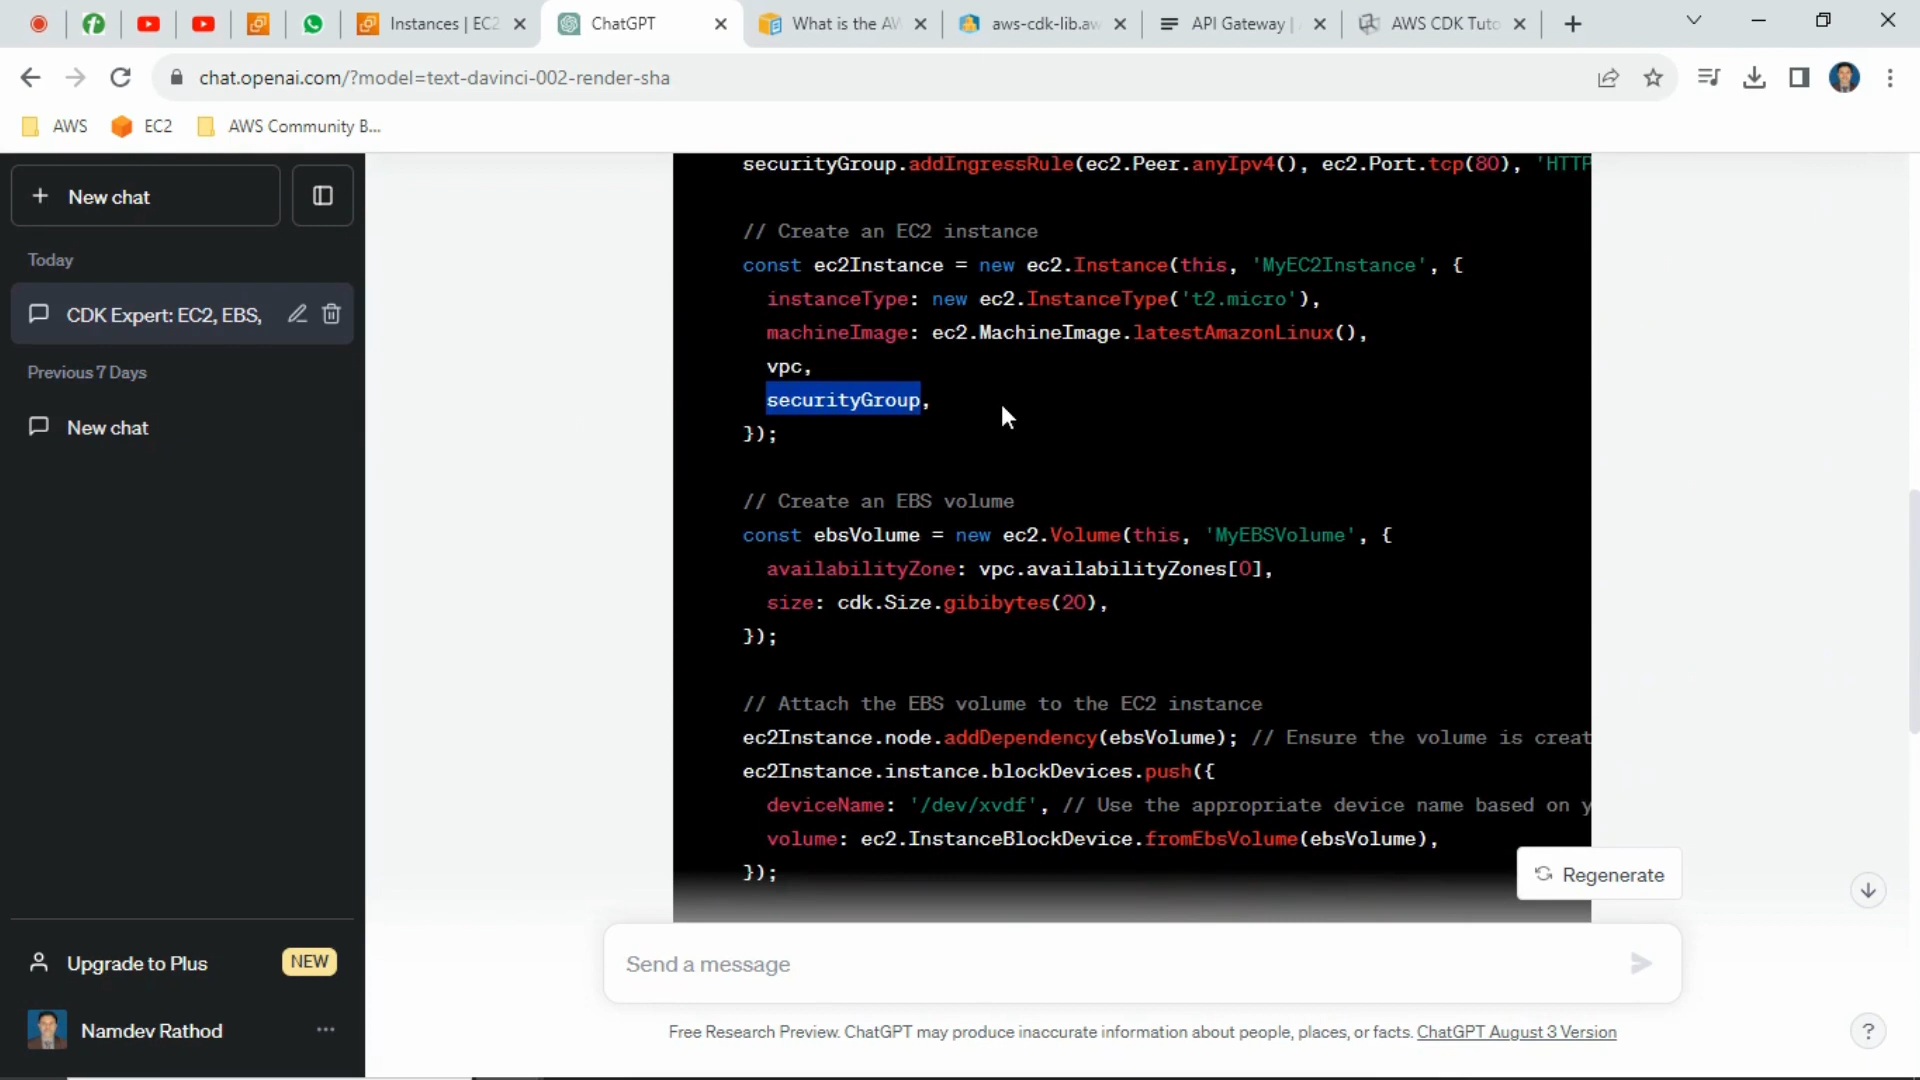 Instances | EC2
ChatGPT
What is the AW
aws-cdk-lib.aw
API Gateway |
AWS CDK Tuto
chat.openai.com/?model=text-davinci-002-render-sha
AWS
EC2
AWS Community B...
New chat
Today
CDK Expert: EC2, EBS,
Previous 7 Days
New chat
Upgrade to Plus
NEW
Namdev Rathod
securityGroup.addIngressRule(ec2.Peer.anyIpv4(), ec2.Port.tcp(80), 'HTTP
// Create an EC2 instance
const ec2Instance = new ec2.Instance(this, 'MyEC2Instance', {
instanceType: new ec2.InstanceType('t2.micro'),
machineImage: ec2.MachineImage.latestAmazonLinux(),
vpc,
securityGroup,
});
// Create an EBS volume
const ebsVolume = new ec2.Volume(this, 'MyEBSVolume', {
availabilityZone: vpc.availabilityZones[0],
size: cdk.Size.gibibytes(20),
});
// Attach the EBS volume to the EC2 instance
ec2Instance.node.addDependency(ebsVolume); // Ensure the volume is creat
ec2Instance.instance.blockDevices.push({
deviceName: '/dev/xvdf', // Use the appropriate device name based on y
volume: ec2.InstanceBlockDevice.fromEbsVolume(ebsVolume),
});
Regenerate
Send a message
Free Research Preview. ChatGPT may produce inaccurate information about people, places, or facts. ChatGPT August 3 Version
?